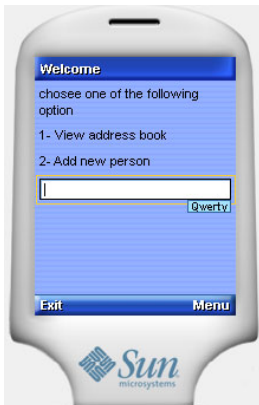 Welcome
chosee one of the following
option
1- View address book
2- Add new person
Qwerty
Exit Menu
Sun
microsystems